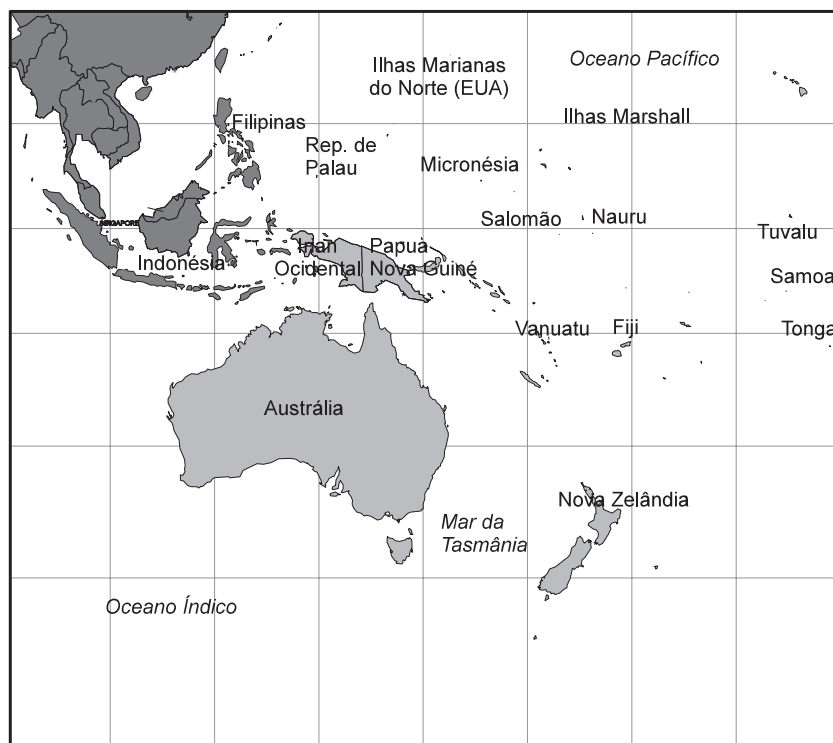 Ilhas Marianas
do Norte (EUA)
Oceano Pacífico
Ilhas Marshall
Filipinas
Rep. de
Palau
Micronésia
Salomão
Nauru
SINGAPORE
Tuvalu
Indonésia
Irian
Ocidental
Papua
Nova Guiné
Samoa
Vanuatu
Fiji
Tonga
Austrália
Nova Zelândia
Mar da
Tasmânia
Oceano Índico